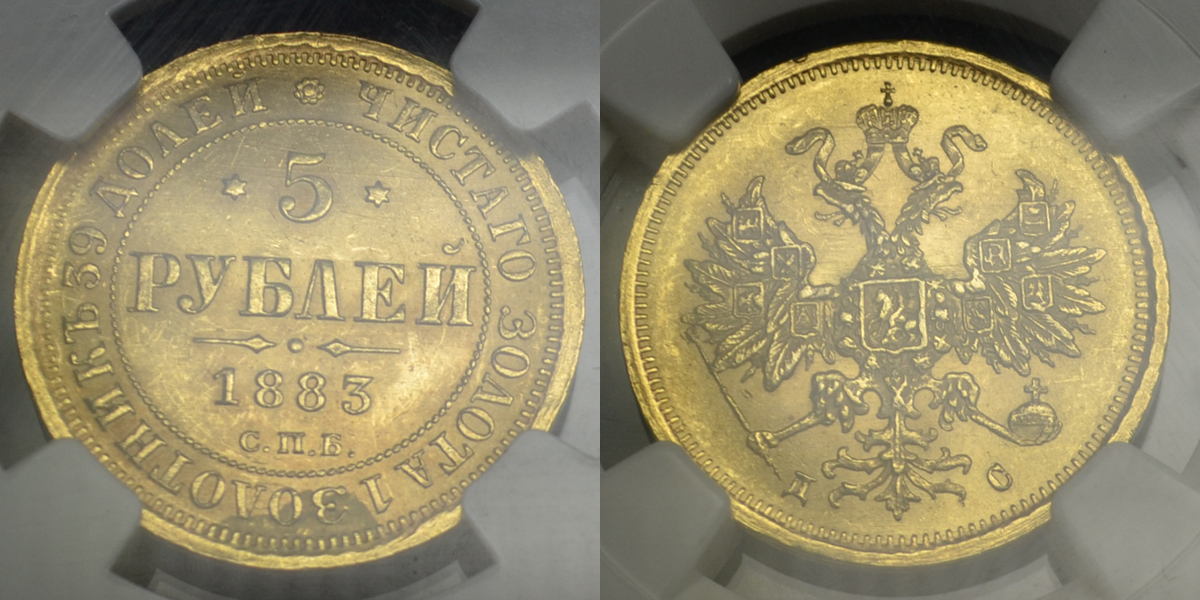 ЧИСТАГО ЗОЛОТА 1 ЗОЛОТНИКЪ 39 ДОЛЕЙ
5
РУБЛЕЙ
1883
С.П.Б.
Д С